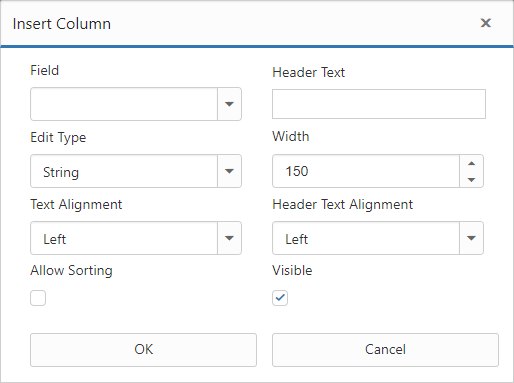 Insert Column
Field
Header Text
Edit Type
Width
String
150
Text Alignment
Header Text Alignment
Left
Left
Allow Sorting
Visible
OK
Cancel